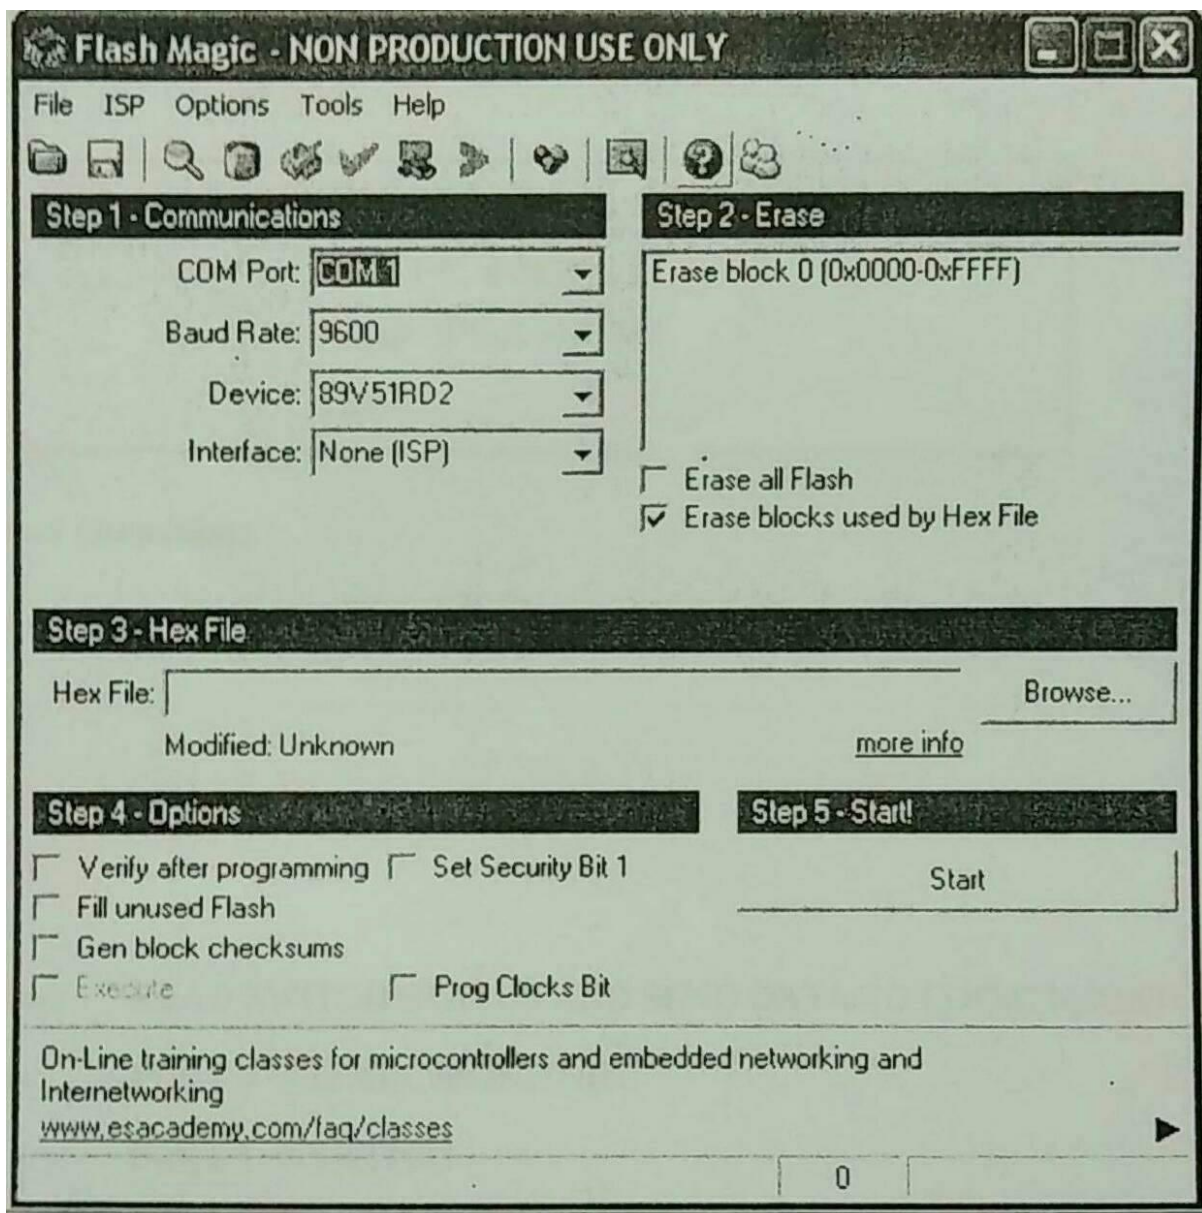 Flash Magic - NON PRODUCTION USE ONLY
File ISP Options Tools Help
Step 1 - Communications
COM Port: COM 1
Baud Rate: 9600
Device: 89V51RD2
Interface: None (ISP)
Step 2 - Erase
Erase block 0 (0x0000-0xFFFF)
Erase all Flash
Erase blocks used by Hex File
Step 3 - Hex File
Hex File:
Browse...
Modified: Unknown
more info
Step 4 - Options
Verify after programming
Set Security Bit 1
Fill unused Flash
Gen block checksums
Execute
Prog Clocks Bit
Step 5 - Start!
Start
On-Line training classes for microcontrollers and embedded networking and
Internetworking
www.esacademy.com/faq/classes
0